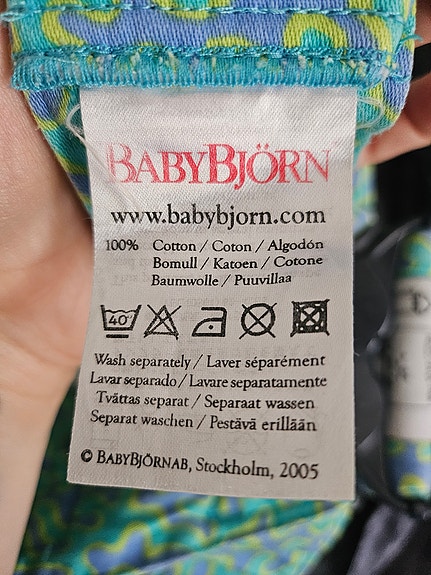 BABYBJÖRN
www.babybjorn.com
100% Cotton / Coton / Algodón
Bomull / Katoen / Cotone
Baumwolle / Puuvillaa
40°
Wash separately / Laver séparément
Lavar separado / Lavare separatamente
Tvättas separat / Separaat wassen
Separat waschen / Pestävä erillään
© BABYBJÖRNAB, Stockholm, 2005